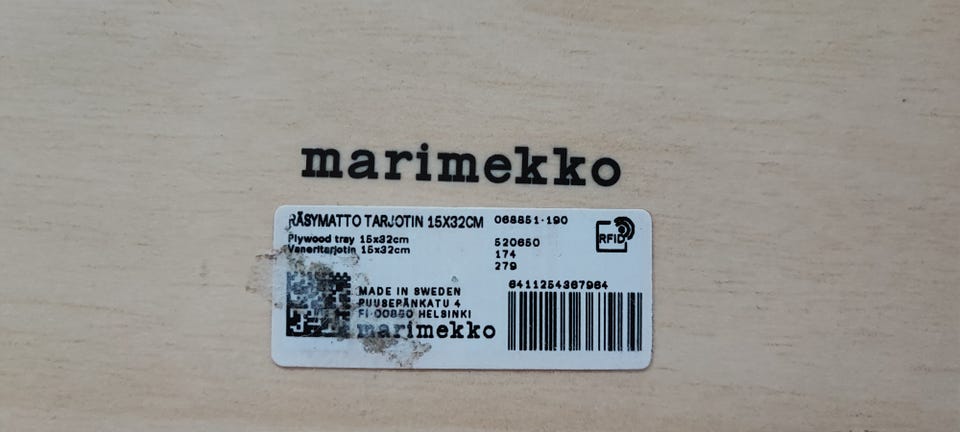 marimekko
RÄSYMATTO TARJOTIN 15X32CM 068851-190
Plywood tray 15x32cm 520650
Vaneritarjotin 15x32cm 174
279
RFID
6411254367964
MADE IN SWEDEN
PUUSEPÄNKATU 4
FI-00880 HELSINKI
marimekko